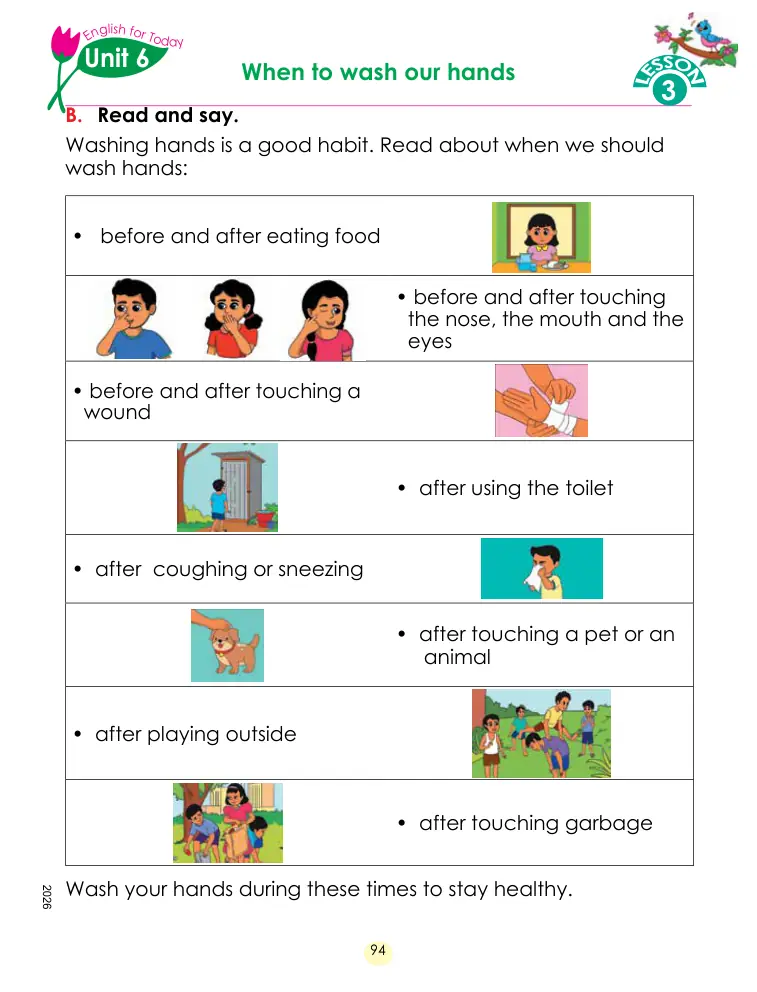 English for Today
Unit 6
When to wash our hands
LESSON
3
B. Read and say.
Washing hands is a good habit. Read about when we should
wash hands:
• before and after eating food
• before and after touching
the nose, the mouth and the
eyes
• before and after touching a
wound
• after using the toilet
• after coughing or sneezing
• after touching a pet or an
animal
• after playing outside
• after touching garbage
Wash your hands during these times to stay healthy.
2026
94